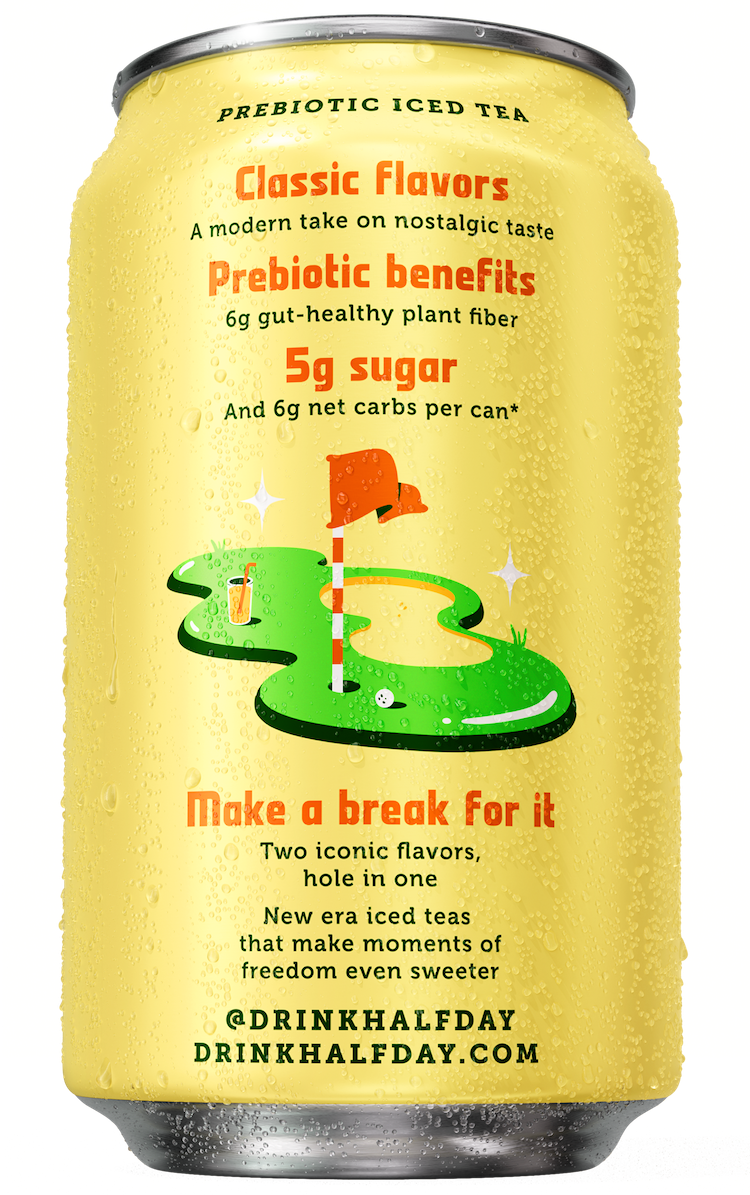 PREBIOTIC ICED TEA
Classic flavors
A modern take on nostalgic taste
Prebiotic benefits
6g gut-healthy plant fiber
5g sugar
And 6g net carbs per can*
Make a break for it
Two iconic flavors,
hole in one
New era iced teas
that make moments of
freedom even sweeter
@DRINKHALFDAY
DRINKHALFDAY.COM